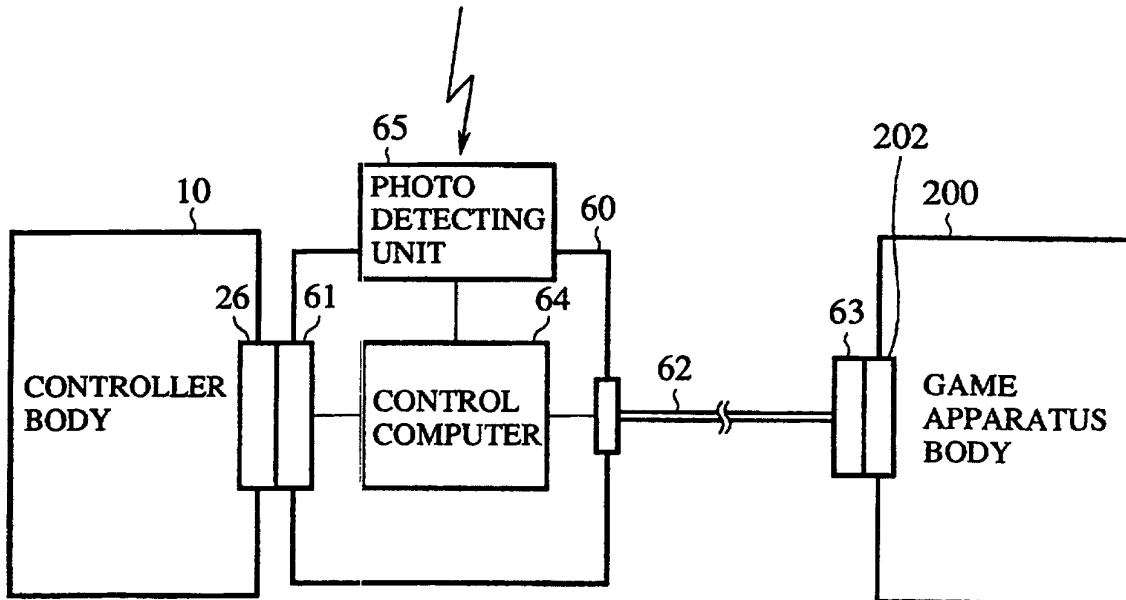 65
202
PHOTO
DETECTING
UNIT
10
60
200
26
61
64
63
CONTROLLER
BODY
CONTROL
COMPUTER
62
GAME
APPARATUS
BODY